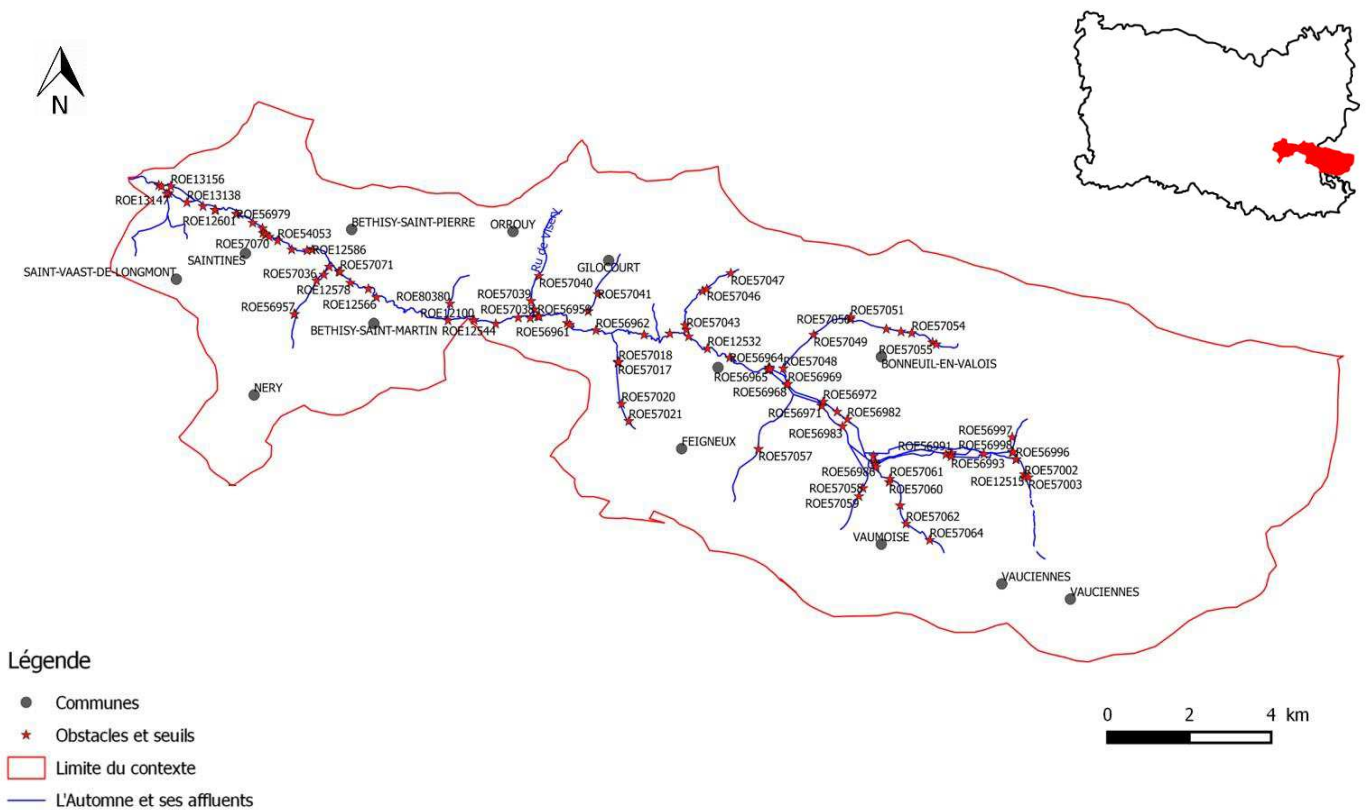 N
ROE13156
ROE13147
ROE13138
ROE12601
ROE56979
BETHISY-SAINT-PIERRE
ORROUY
Ru de Visery
ROE54053
ROE57070
ROE12586
SAINTINES
GILOCOURT
SAINT-VAAST-DE-LONGMONT
ROE57036
ROE57071
ROE57040
ROE57047
ROE12578
ROE57041
ROE57046
ROE80380
ROE57039
ROE12566
ROE56957
ROE12100
ROE57038
ROE56959
ROE57051
ROE57050
BETHISY-SAINT-MARTIN
ROE12544
ROE56961
ROE56962
ROE57043
ROE57054
ROE57049
ROE12532
ROE57055
ROE57018
ROE56964
ROE57048
BONNEUIL-EN-VALOIS
ROE57017
ROE56965
ROE56969
NERY
ROE56968
ROE56972
ROE57020
ROE56971
ROE56982
ROE57021
ROE56983
ROE56997
FEIGNEUX
ROE56991
ROE56998
ROE56996
ROE57057
ROE56993
ROE56986
ROE57061
ROE57002
ROE12515
ROE57003
ROE57058
ROE57060
ROE57059
ROE57062
VAUMOISE
ROE57064
VAUCIENNES
VAUCIENNES
Légende
Communes
Obstacles et seuils
Limite du contexte
L'Automne et ses affluents
0 2 4 km